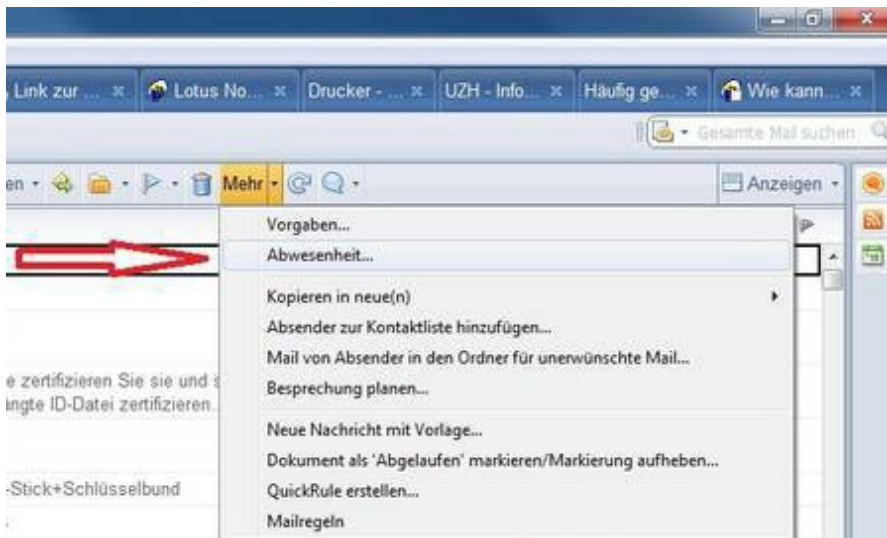 Link zur ... Lotus No... Drucker - ... UZH - Info... Häufig ge... Wie kann...
Gesamte Mail suchen
en Mehr Anzeigen
Vorgaben...
Abwesenheit...
Kopieren in neue(n)
Absender zur Kontaktliste hinzufügen...
Mail von Absender in den Ordner für unerwünschte Mail...
e zertifizieren Sie sie und s
Besprechung planen...
ängte ID-Datei zertifizieren.
Neue Nachricht mit Vorlage...
Dokument als 'Abgelaufen' markieren/Markierung aufheben...
-Stick+Schlüsselbund
QuickRule erstellen...
Mailregeln